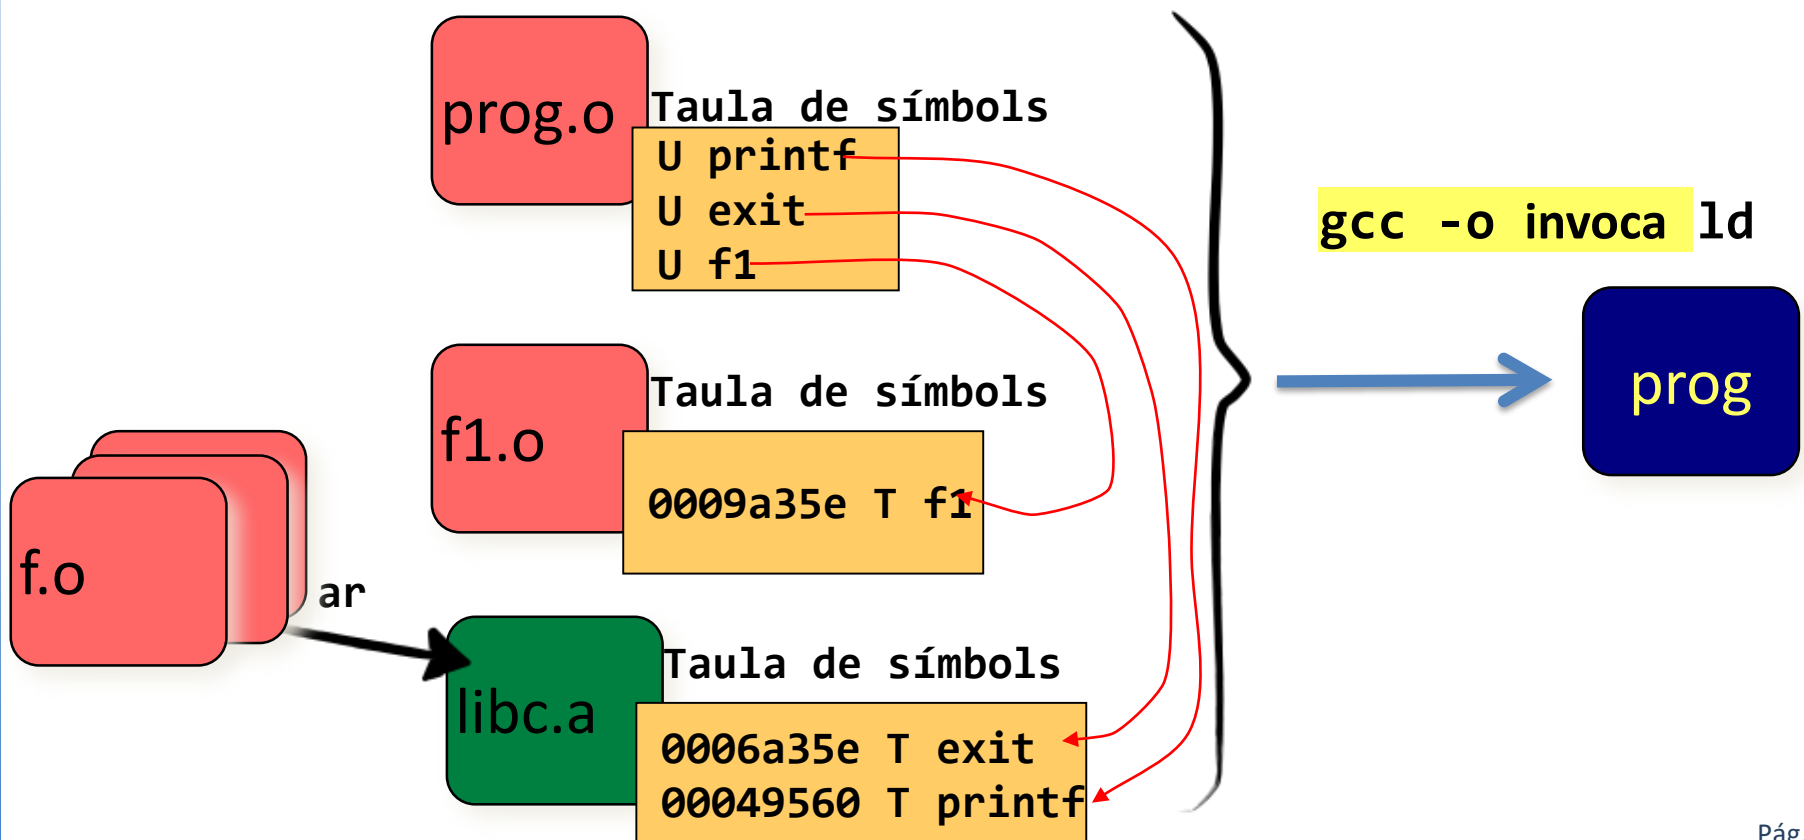 prog.o
Taula de símbols
U printf
U exit
U f1
gcc -o invoca ld
prog
f1.o
Taula de símbols
0009a35e T f1
f.o
ar
libc.a
Taula de símbols
0006a35e T exit
00049560 T printf
Pág